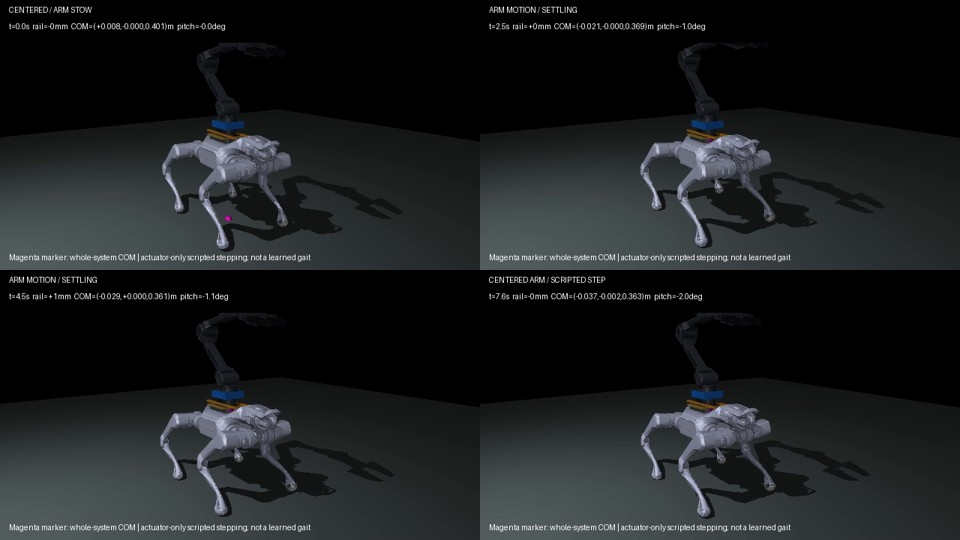 CENTERED / ARM STOW
t=0.0s rail=-0mm COM=(+0.008,-0.000,0.401)m pitch=-0.0deg
Magenta marker: whole-system COM | actuator-only scripted stepping; not a learned gait
ARM MOTION / SETTLING
t=2.5s rail=+0mm COM=(-0.021,-0.000,0.369)m pitch=-1.0deg
Magenta marker: whole-system COM | actuator-only scripted stepping; not a learned gait
ARM MOTION / SETTLING
t=4.5s rail=+1mm COM=(-0.029,+0.000,0.361)m pitch=-1.1deg
Magenta marker: whole-system COM | actuator-only scripted stepping; not a learned gait
CENTERED ARM / SCRIPTED STEP
t=7.6s rail=-0mm COM=(-0.037,-0.002,0.363)m pitch=-2.0deg
Magenta marker: whole-system COM | actuator-only scripted stepping; not a learned gait